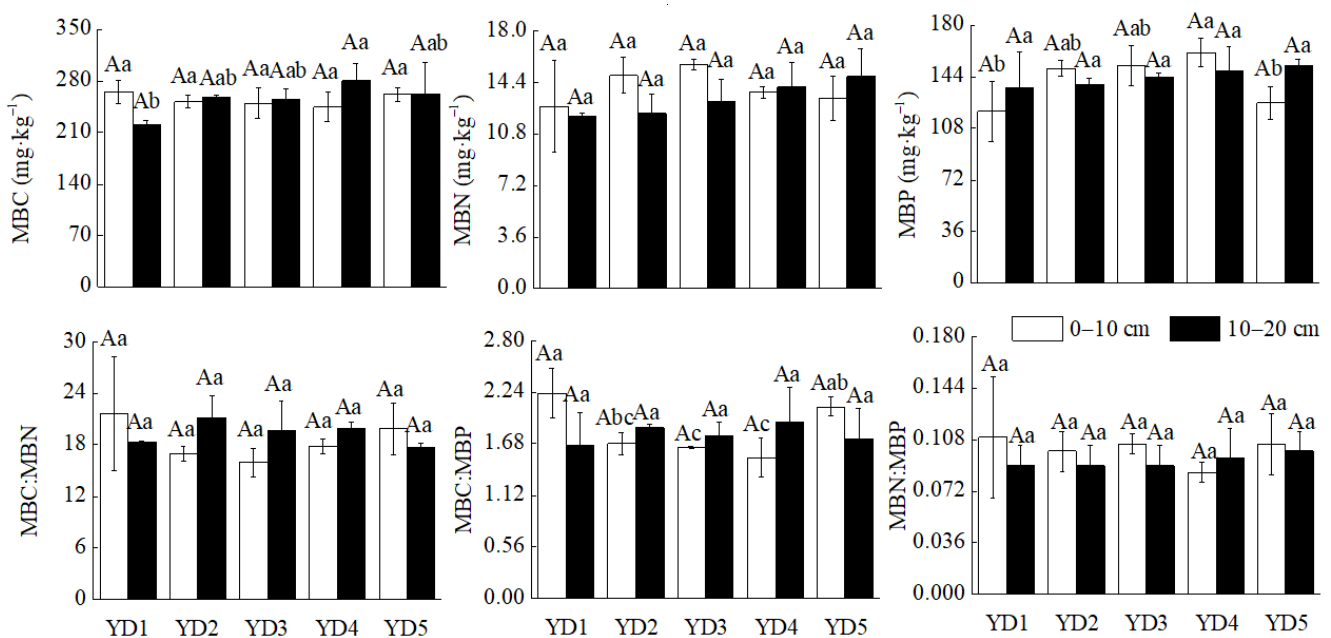 350
280
210
140
70
0
MBC (mg·kg⁻¹)
Aa
Ab
Aa
Aab
Aa
Aab
Aa
Aa
Aa
Aab
18.0
14.4
10.8
7.2
3.6
0.0
MBN (mg·kg⁻¹)
Aa
Aa
Aa
Aa
Aa
Aa
Aa
Aa
Aa
Aa
180
144
108
72
36
0
MBP (mg·kg⁻¹)
Ab
Aa
Aab
Aa
Aab
Aa
Aa
Aa
Ab
Aa
30
24
18
12
6
0
MBC:MBN
Aa
Aa
Aa
Aa
Aa
Aa
Aa
Aa
Aa
Aa
YD1 YD2 YD3 YD4 YD5
2.80
2.24
1.68
1.12
0.56
0.00
MBC:MBP
Aa
Aa
Abc
Aa
Ac
Aa
Ac
Aa
Aab
Aa
YD1 YD2 YD3 YD4 YD5
0–10 cm 10–20 cm
0.180
0.144
0.108
0.072
0.036
0.000
MBN:MBP
Aa
Aa
Aa
Aa
Aa
Aa
Aa
Aa
Aa
Aa
YD1 YD2 YD3 YD4 YD5